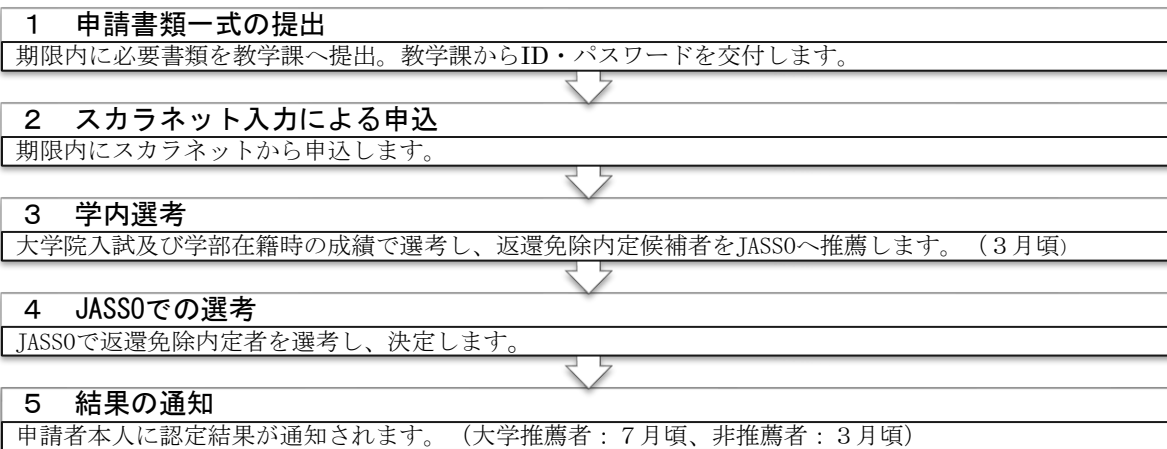 １　申請書類一式の提出
期限内に必要書類を教学課へ提出。教学課からID・パスワードを交付します。
２　スカラネット入力による申込
期限内にスカラネットから申込します。
３　学内選考
大学院入試及び学部在籍時の成績で選考し、返還免除内定候補者をJASSOへ推薦します。（３月頃）
４　JASSOでの選考
JASSOで返還免除内定者を選考し、決定します。
５　結果の通知
申請者本人に認定結果が通知されます。（大学推薦者：７月頃、非推薦者：３月頃）